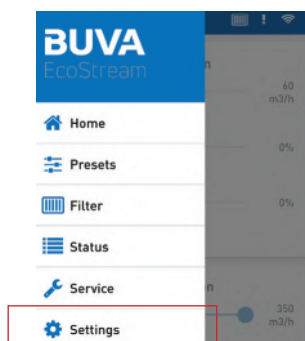 BUVA
EcoStream
Home
Presets
Filter
Status
Service
Settings
n
60
m3/h
0%
0%
n
350
m3/h